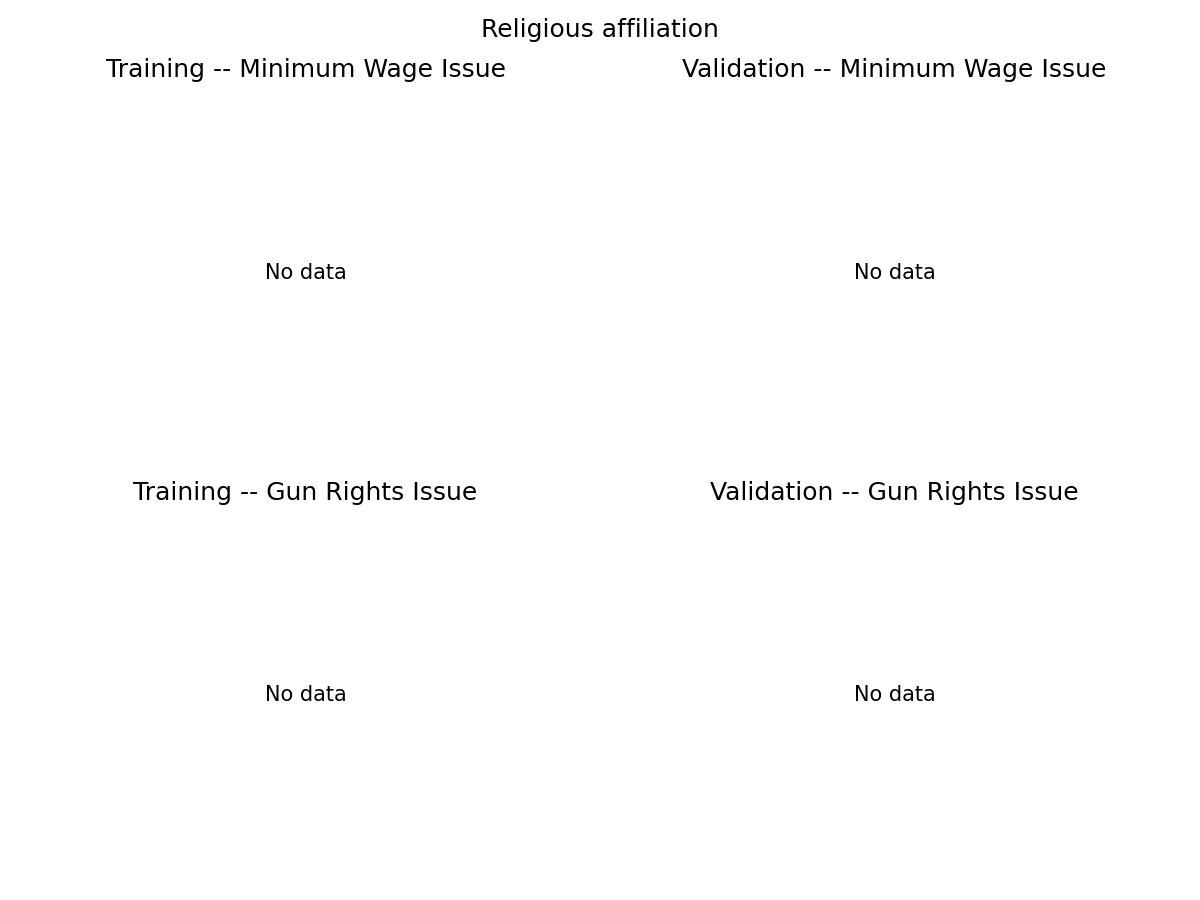 Religious affiliation
Training -- Minimum Wage Issue
Validation -- Minimum Wage Issue
No data
No data
Training -- Gun Rights Issue
Validation -- Gun Rights Issue
No data
No data